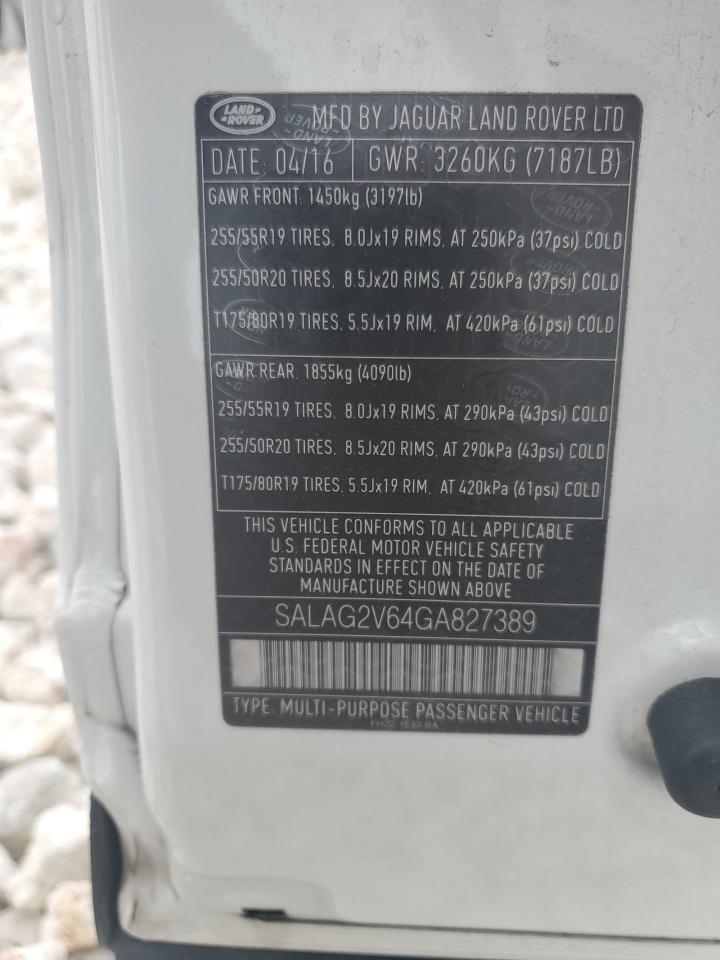 LAND ROVER MFD BY JAGUAR LAND ROVER LTD
DATE: 04/16 GWR: 3260KG (7187LB)
GAWR FRONT: 1450kg (3197lb)
255/55R19 TIRES, 8.0Jx19 RIMS, AT 250kPa (37psi) COLD
255/50R20 TIRES, 8.5Jx20 RIMS, AT 250kPa (37psi) COLD
T175/80R19 TIRES, 5.5Jx19 RIM, AT 420kPa (61psi) COLD
GAWR REAR: 1855kg (4090lb)
255/55R19 TIRES, 8.0Jx19 RIMS, AT 290kPa (43psi) COLD
255/50R20 TIRES, 8.5Jx20 RIMS, AT 290kPa (43psi) COLD
T175/80R19 TIRES, 5.5Jx19 RIM, AT 420kPa (61psi) COLD
THIS VEHICLE CONFORMS TO ALL APPLICABLE
U.S. FEDERAL MOTOR VEHICLE SAFETY
STANDARDS IN EFFECT ON THE DATE OF
MANUFACTURE SHOWN ABOVE
SALAG2V64GA827389
TYPE: MULTI-PURPOSE PASSENGER VEHICLE
FH22-1532-BA